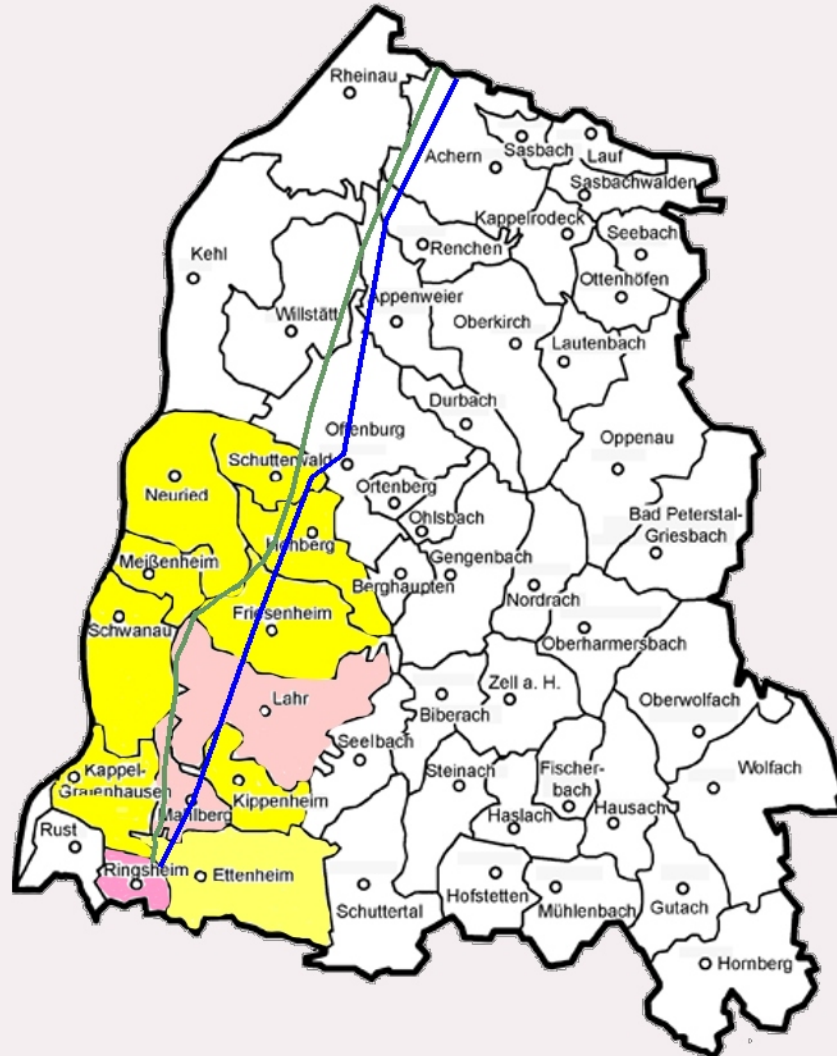 Rheinau
Achern
Sasbach
Lauf
Sasbachwalden
Kappelrodeck
Seebach
Renchen
Kehl
Ottenhöfen
Appenweier
Willstätt
Oberkirch
Lautenbach
Durbach
Offenburg
Oppenau
Schutterwald
Neuried
Ortenberg
Ohlsbach
Bad Peterstal-
Griesbach
Hohberg
Meißenheim
Gengenbach
Berghaupten
Nordrach
Friesenheim
Schwanau
Oberharmersbach
Zell a. H.
Lahr
Oberwolfach
Biberach
Seelbach
Kappel-
Grafenhausen
Steinach
Fischer-
bach
Wolfach
Kippenheim
Mahlberg
Haslach
Hausach
Rust
Ringsheim
Ettenheim
Hofstetten
Schuttertal
Mühlenbach
Gutach
Hornberg